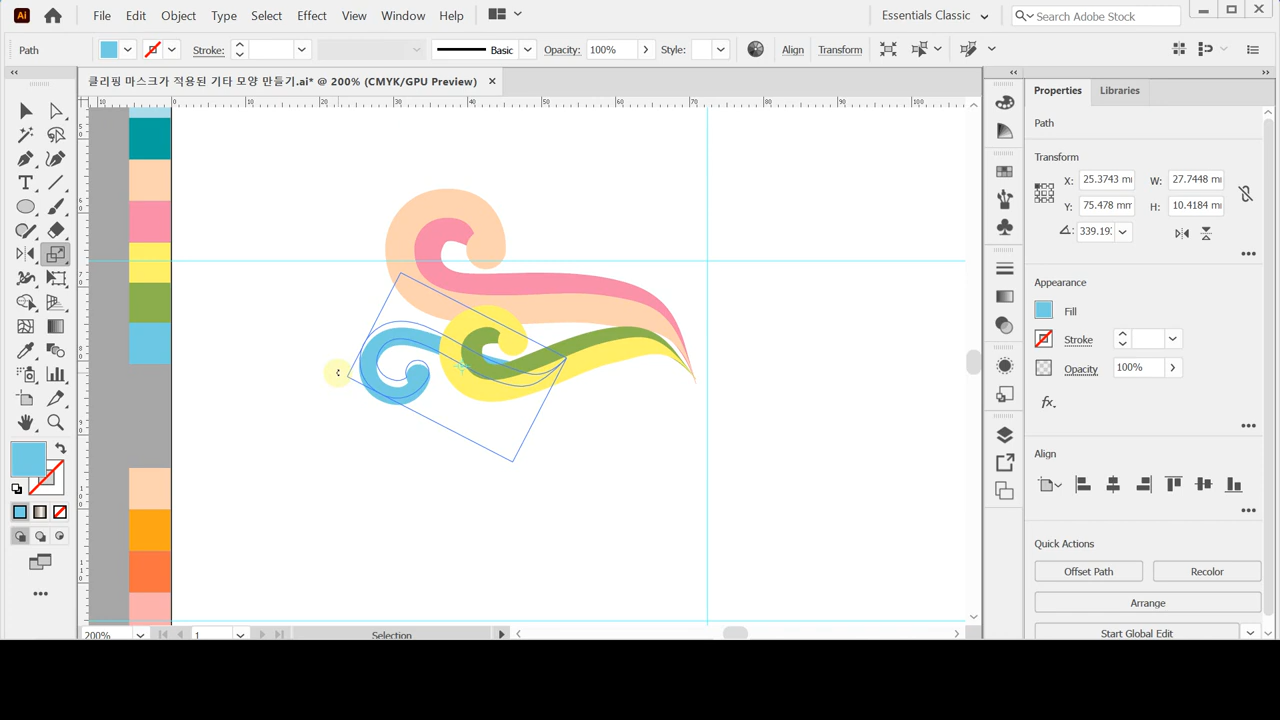 Ai File Edit Object Type Select Effect View Window Help Essentials Classic Search Adobe Stock
Path Stroke: Basic Opacity: 100% Style: Align Transform
클리핑 마스크가 적용된 기타 모양 만들기.ai* @ 200% (CMYK/GPU Preview)
Properties Libraries
Path
Transform
X: 25.3743 mm W: 27.7448 mm
Y: 75.478 mm H: 10.4184 mm
339.19
Appearance
Fill
Stroke
Opacity 100%
fx.
Align
Quick Actions
Offset Path Recolor
Arrange
Start Global Edit
200% 1 Selection